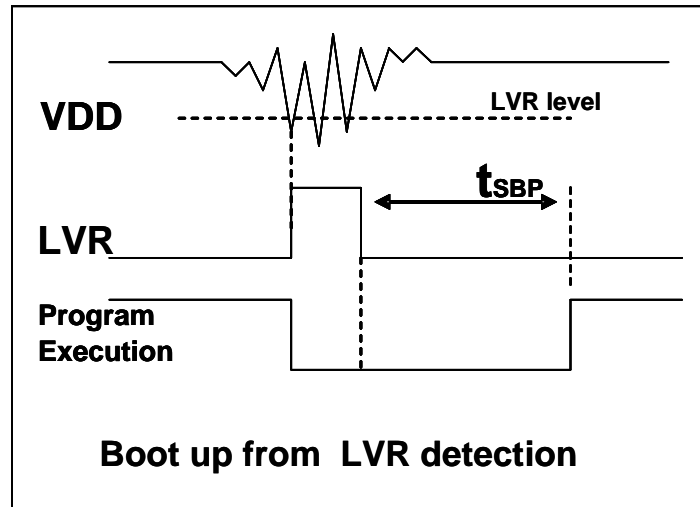 LVR level
VDD
tSBP
LVR
Program
Execution
Boot up from LVR detection